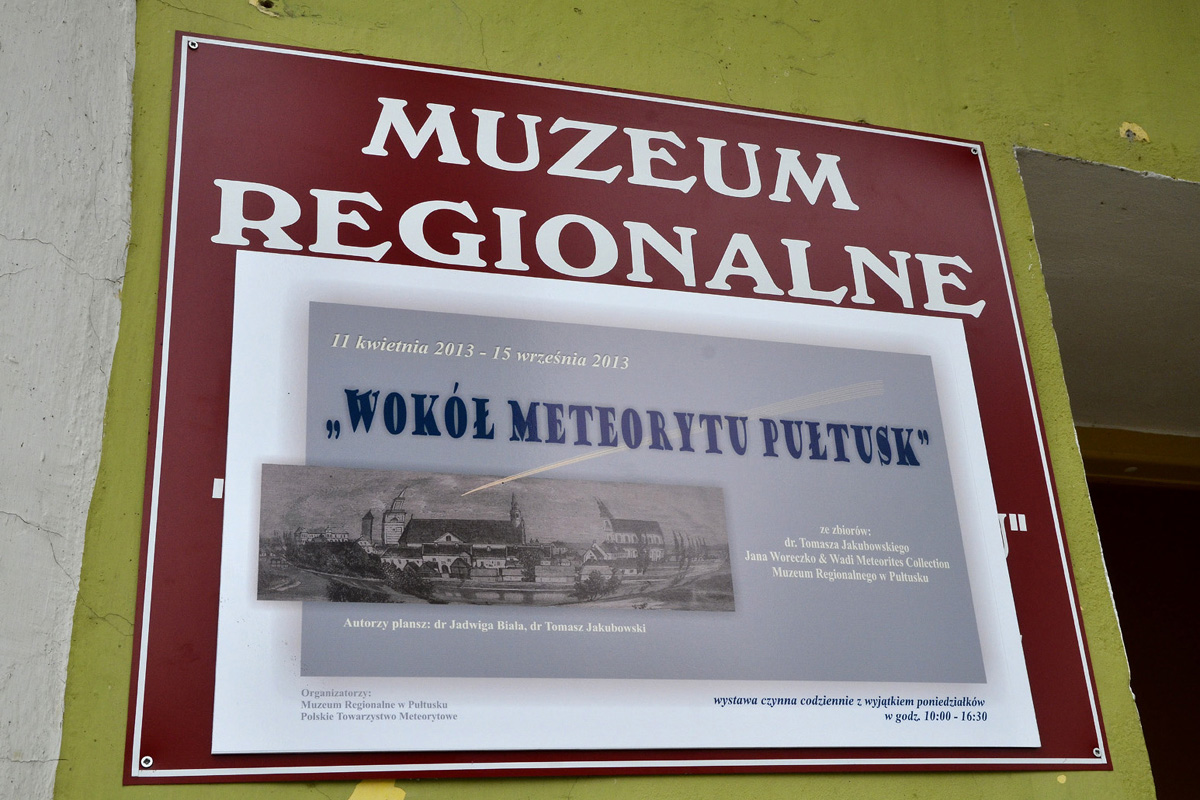 MUZEUM
REGIONALNE
11 kwietnia 2013 - 15 września 2013
„WOKÓŁ METEORYTU PUŁTUSK”
ze zbiorów:
dr. Tomasza Jakubowskiego
Jana Woreczko & Wadi Meteorites Collection
Muzeum Regionalnego w Pułtusku
Autorzy plansz: dr Jadwiga Biała, dr Tomasz Jakubowski
Organizatorzy:
Muzeum Regionalne w Pułtusku
Polskie Towarzystwo Meteorytowe
wystawa czynna codziennie z wyjątkiem poniedziałków
w godz. 10:00 - 16:30